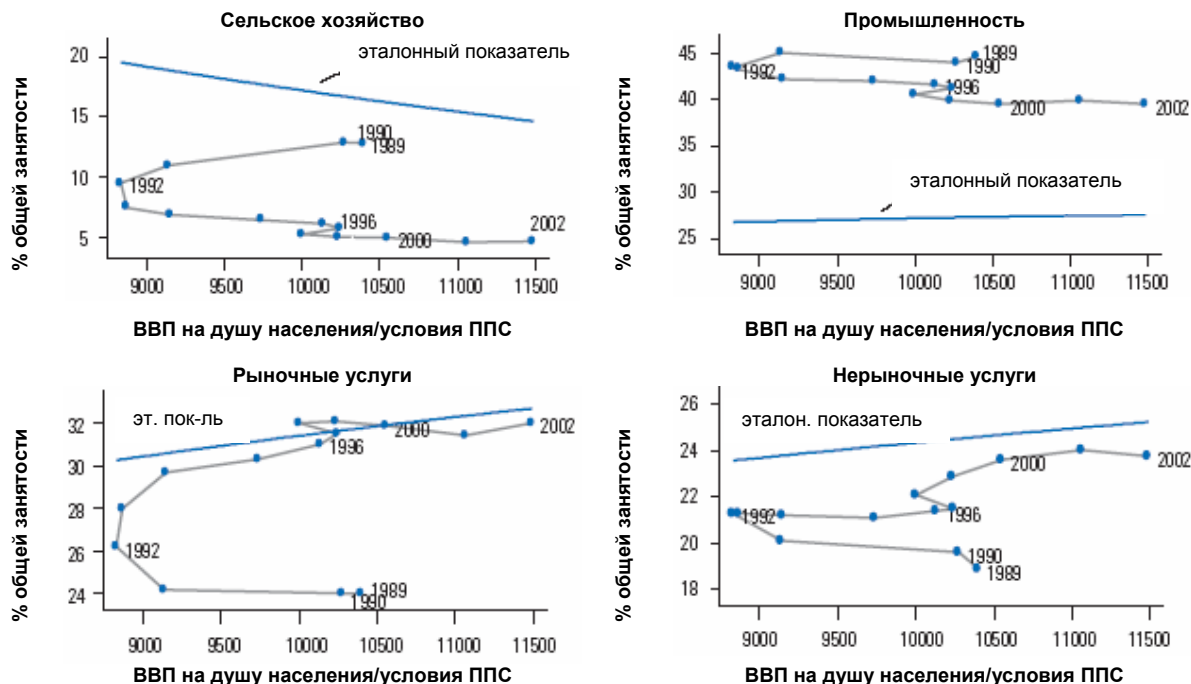 Сельское хозяйство
% общей занятости
20
15
10
5
эталонный показатель
1990
1989
1992
1996
2000
2002
9000 9500 10000 10500 11000 11500
ВВП на душу населения/условия ППС
Промышленность
% общей занятости
45
40
35
30
25
1989
1990
1992
1996
2000
2002
эталонный показатель
9000 10000 10500 11000 11500
ВВП на душу населения/условия ППС
Рыночные услуги
% общей занятости
32
30
28
26
24
эт. пок-ль
2000
2002
1996
1992
1989
1990
9000 9500 10000 10500 11000 11500
ВВП на душу населения/условия ППС
Нерыночные услуги
% общей занятости
26
24
22
20
18
эталон. показатель
2000
2002
1992
1996
1990
1989
9000 9500 10000 10500 11000 11500
ВВП на душу населения/условия ППС